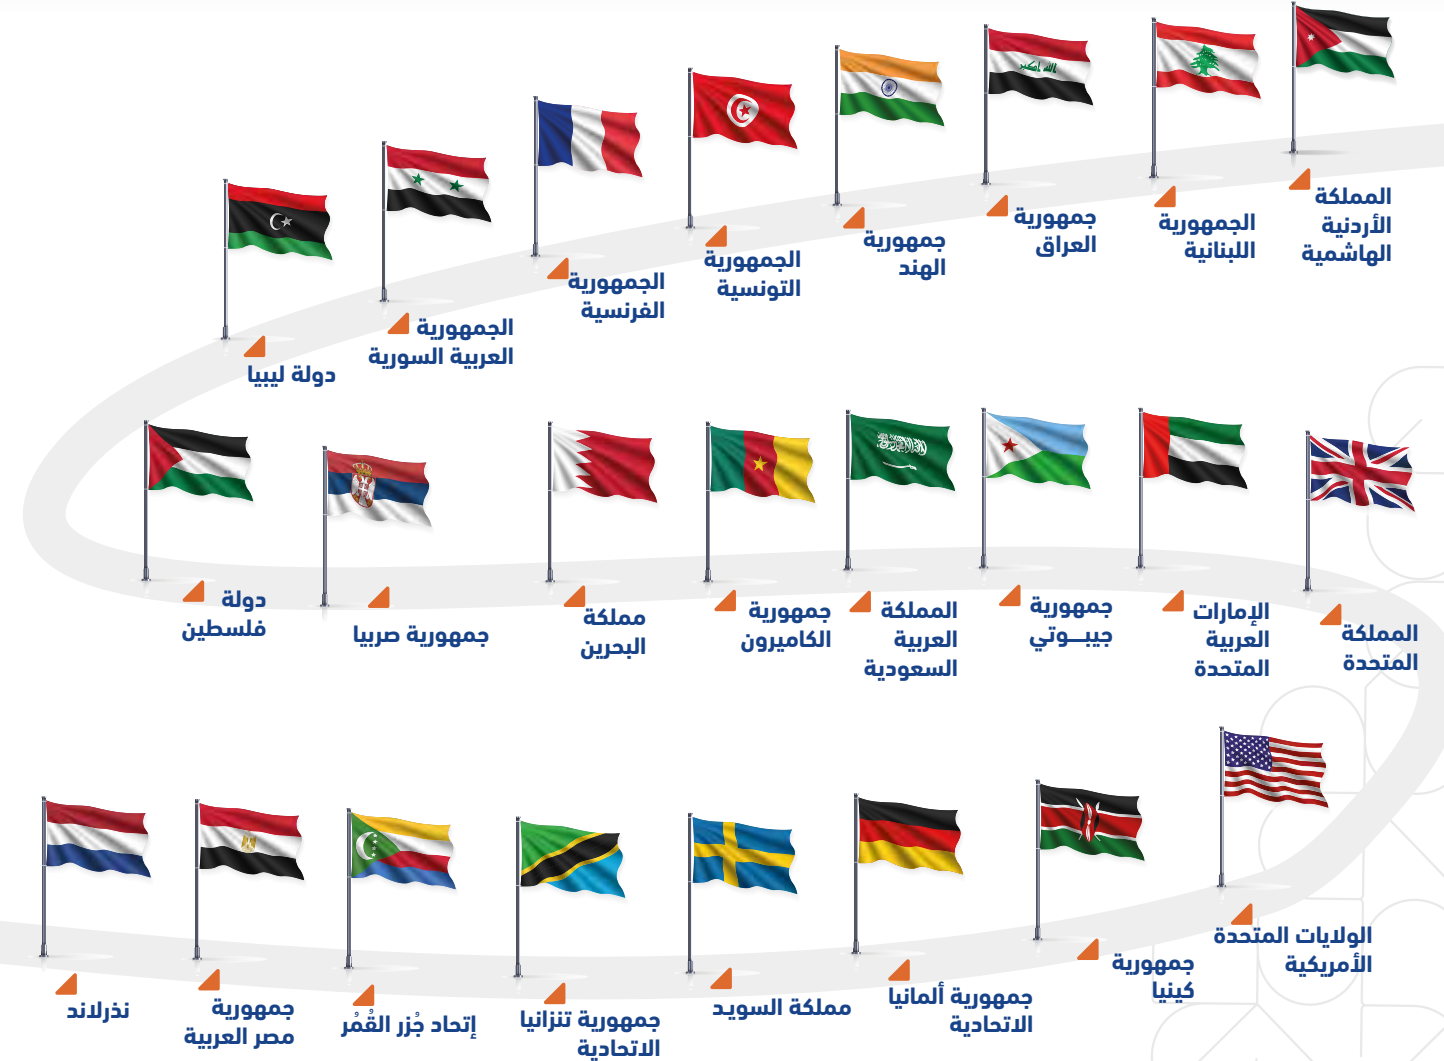 المملكة
الأردنية
الهاشمية
الجمهورية
اللبنانية
جمهورية
العراق
جمهورية
الهند
الجمهورية
التونسية
الجمهورية
الفرنسية
الجمهورية
العربية السورية
دولة ليبيا
دولة
فلسطين
جمهورية صربيا
مملكة
البحرين
جمهورية
الكاميرون
المملكة
العربية
السعودية
جمهورية
جيبـــوتي
الإمارات
العربية
المتحدة
المملكة
المتحدة
الولايات المتحدة
الأمريكية
جمهورية
كينيا
جمهورية ألمانيا
الاتحادية
مملكة السويد
جمهورية تنزانيا
الاتحادية
إتحاد جُزر القُمُر
جمهورية
مصر العربية
نذرلاند